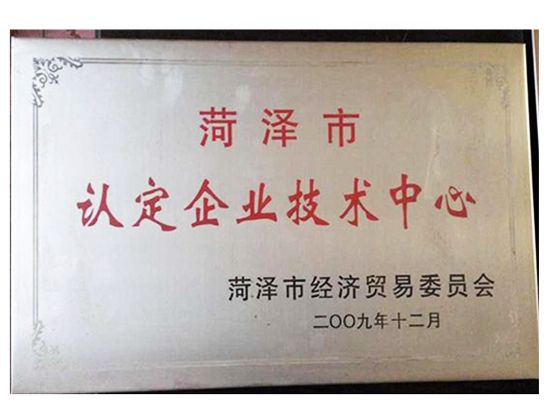 菏泽市
认定企业技术中心
菏泽市经济贸易委员会
二〇〇九年十二月